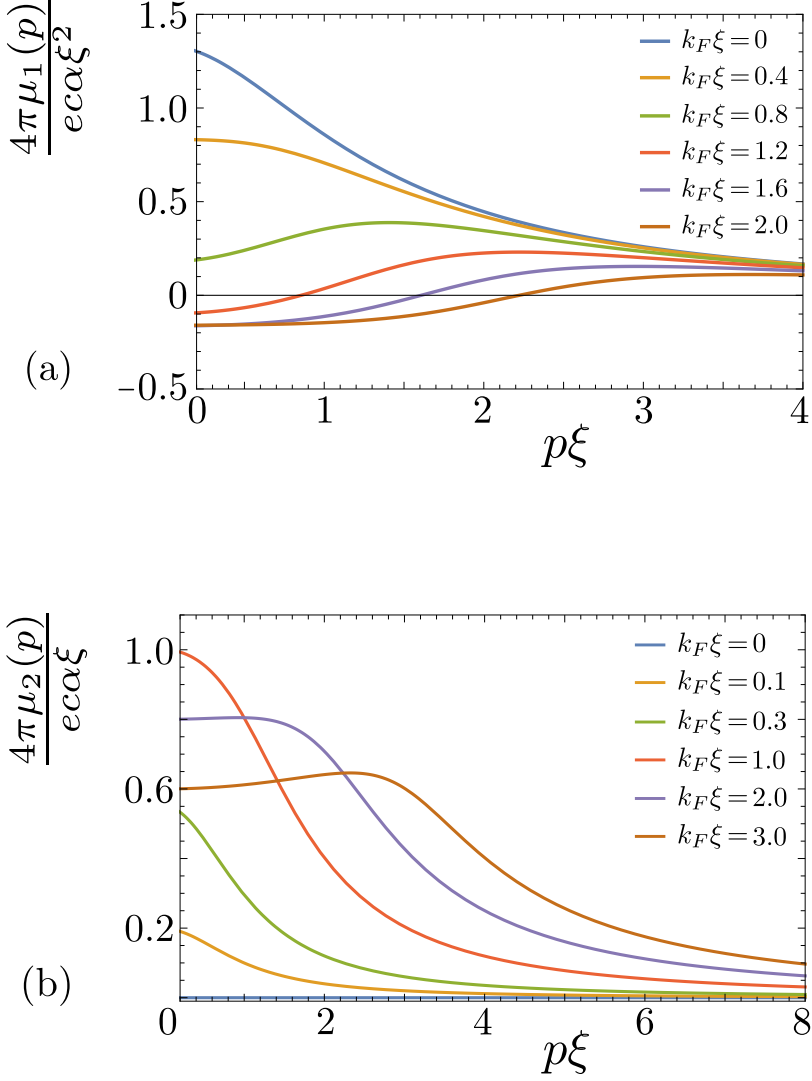 4πμ₁(p)
ecαξ²
1.5
1.0
0.5
0
−0.5
k_Fξ=0
k_Fξ=0.4
k_Fξ=0.8
k_Fξ=1.2
k_Fξ=1.6
k_Fξ=2.0
(a)
0 1 2 3 4
pξ
4πμ₂(p)
ecαξ
1.0
0.6
0.2
k_Fξ=0
k_Fξ=0.1
k_Fξ=0.3
k_Fξ=1.0
k_Fξ=2.0
k_Fξ=3.0
(b)
0 2 4 6 8
pξ